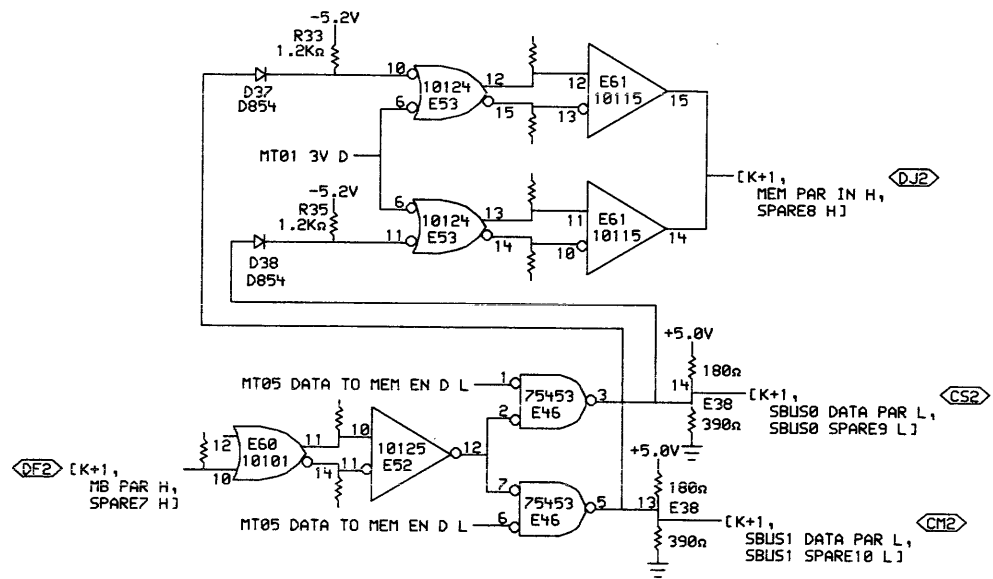 -5.2V
R33
1.2KΩ
D37
D854
10
6
10124
E53
12
15
12
13
E61
10115
15
MT01 3V D
[K+1,
MEM PAR IN H,
SPARE8 H]
DJ2
-5.2V
R35
1.2KΩ
D38
D854
6
11
10124
E53
13
14
11
10
E61
10115
14
+5.0V
180Ω
14
E38
390Ω
[K+1,
SBUS0 DATA PAR L,
SBUS0 SPARE9 L]
CS2
MT05 DATA TO MEM EN D L
1
2
75453
E46
3
DF2
[K+1,
MB PAR H,
SPARE7 H]
12
10
E60
10101
11
14
10
11
10125
E52
12
7
6
75453
E46
5
MT05 DATA TO MEM EN D L
+5.0V
180Ω
13
E38
390Ω
[K+1,
SBUS1 DATA PAR L,
SBUS1 SPARE10 L]
CM2